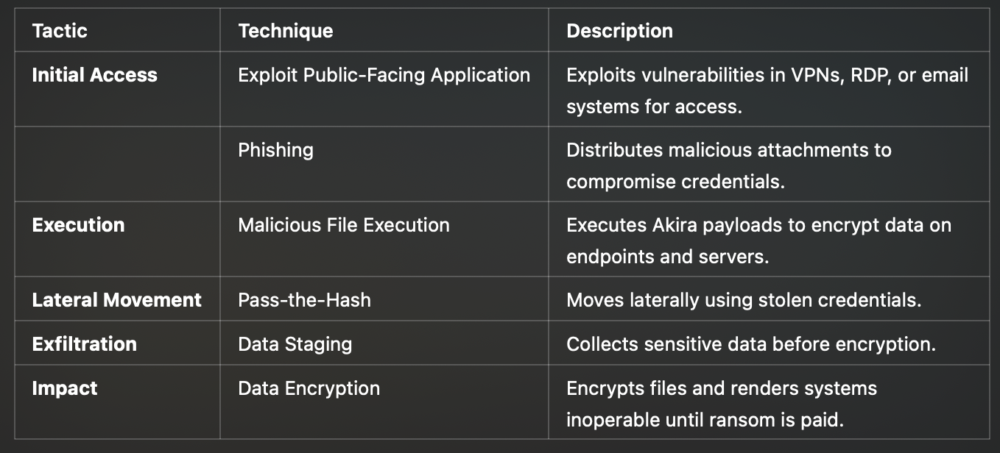 Tactic Technique Description
Initial Access Exploit Public-Facing Application Exploits vulnerabilities in VPNs, RDP, or email
systems for access.
Phishing Distributes malicious attachments to
compromise credentials.
Execution Malicious File Execution Executes Akira payloads to encrypt data on
endpoints and servers.
Lateral Movement Pass-the-Hash Moves laterally using stolen credentials.
Exfiltration Data Staging Collects sensitive data before encryption.
Impact Data Encryption Encrypts files and renders systems
inoperable until ransom is paid.